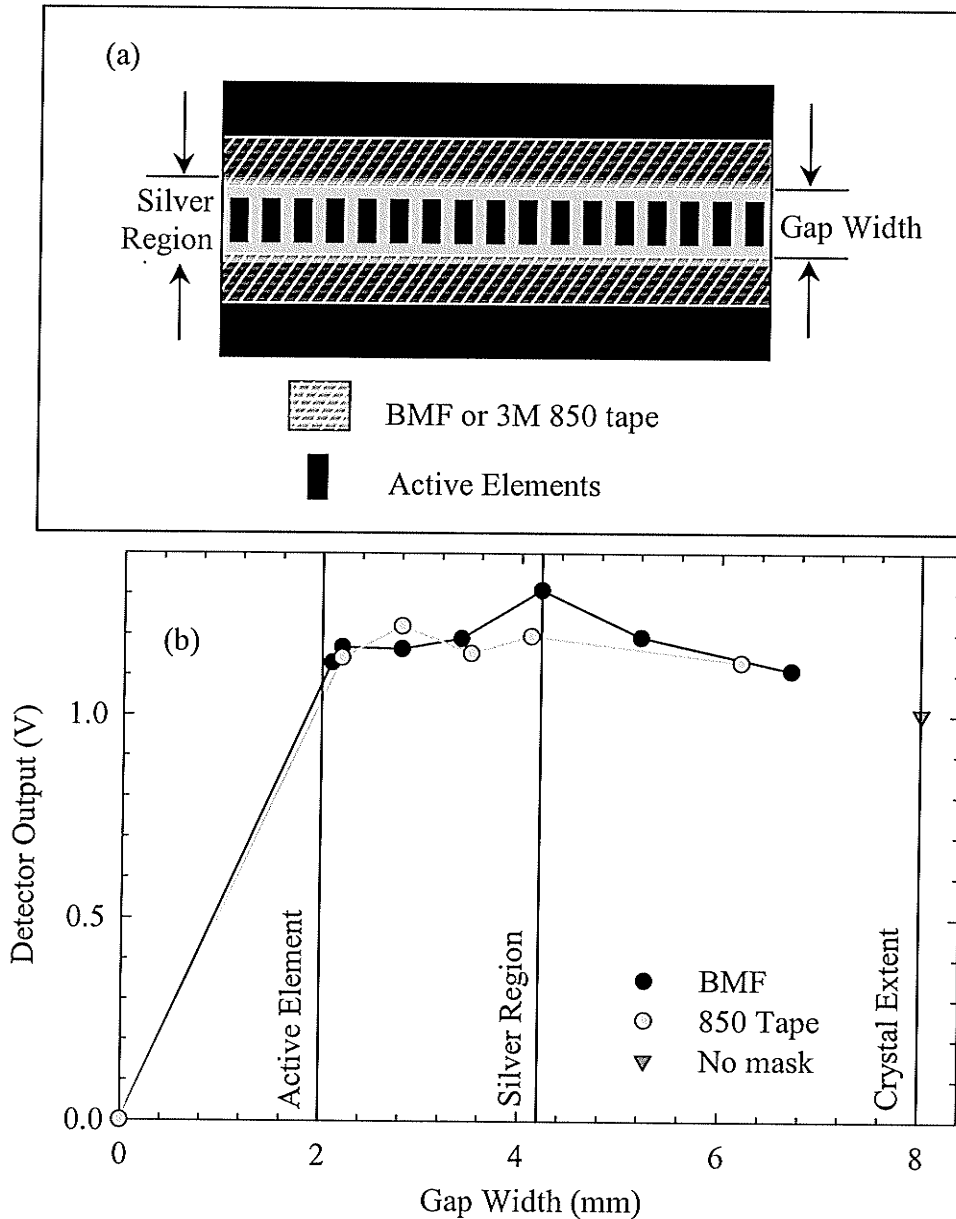 (a)
Silver
Region
Gap Width
BMF or 3M 850 tape
Active Elements
(b)
Detector Output (V)
1.0
0.5
0.0
Active Element
Silver Region
Crystal Extent
BMF
850 Tape
No mask
0
2
4
6
8
Gap Width (mm)